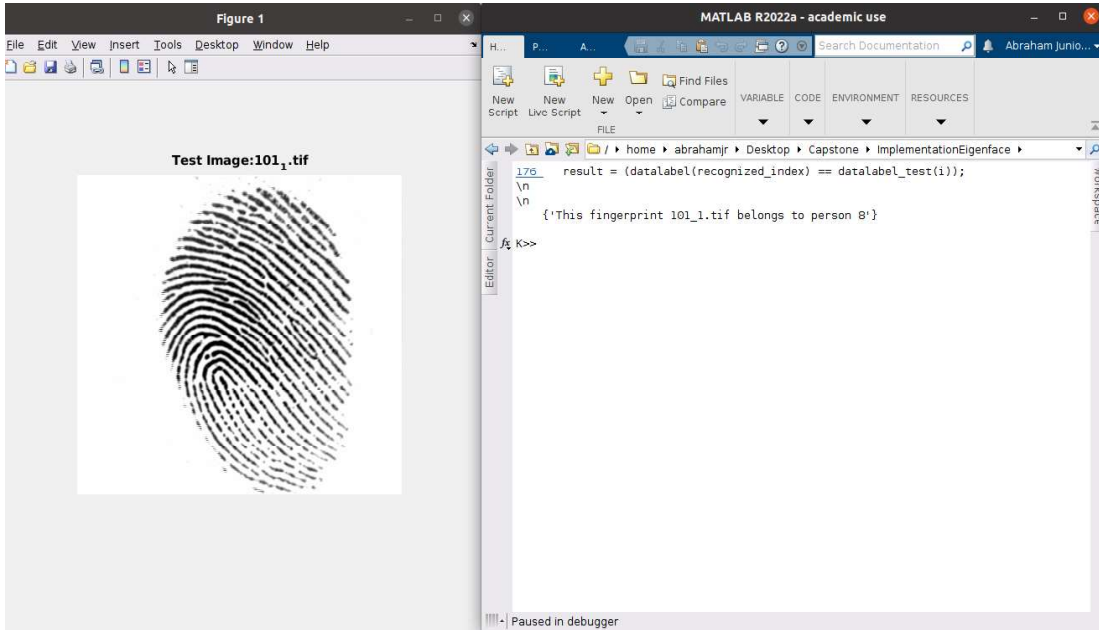 Figure 1
File Edit View Insert Tools Desktop Window Help
Test Image:101₁.tif
MATLAB R2022a - academic use
H... P... A... Search Documentation Abraham Junio...
New Script New Live Script New Open Find Files Compare
FILE VARIABLE CODE ENVIRONMENT RESOURCES
/ home abrahamjr Desktop Capstone ImplementationEigenface
Current Folder
Editor
Workspace
176 result = (datalabel(recognized_index) == datalabel_test(i));
\n
\n
{'This fingerprint 101_1.tif belongs to person B'}
fx K>>
Paused in debugger